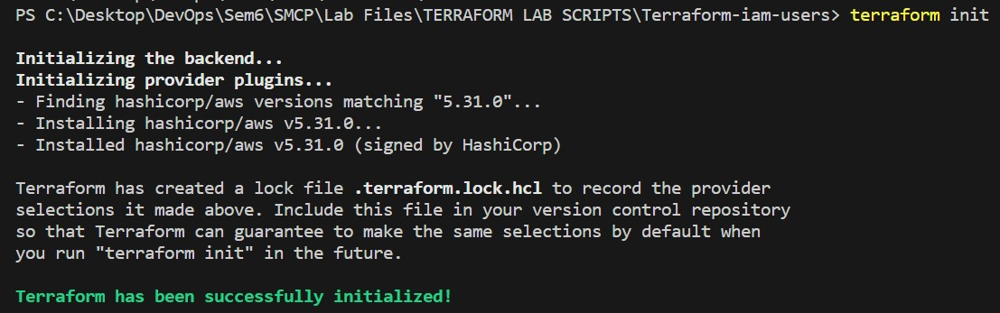 PS C:\Desktop\DevOps\Sem6\SMCP\Lab Files\TERRAFORM LAB SCRIPTS\Terraform-iam-users> terraform init
Initializing the backend...
Initializing provider plugins...
- Finding hashicorp/aws versions matching "5.31.0"...
- Installing hashicorp/aws v5.31.0...
- Installed hashicorp/aws v5.31.0 (signed by HashiCorp)
Terraform has created a lock file .terraform.lock.hcl to record the provider
selections it made above. Include this file in your version control repository
so that Terraform can guarantee to make the same selections by default when
you run "terraform init" in the future.
Terraform has been successfully initialized!